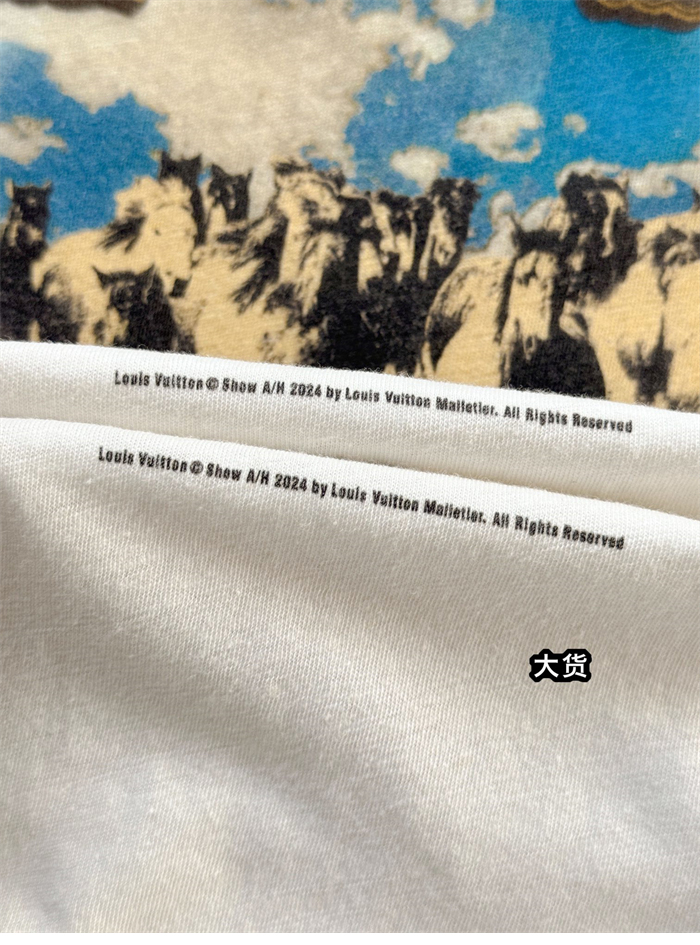 Louis Vuitton© Show A/H 2024 by Louis Vuitton Malletier. All Rights Reserved
Louis Vuitton© Show A/H 2024 by Louis Vuitton Malletier. All Rights Reserved
大货